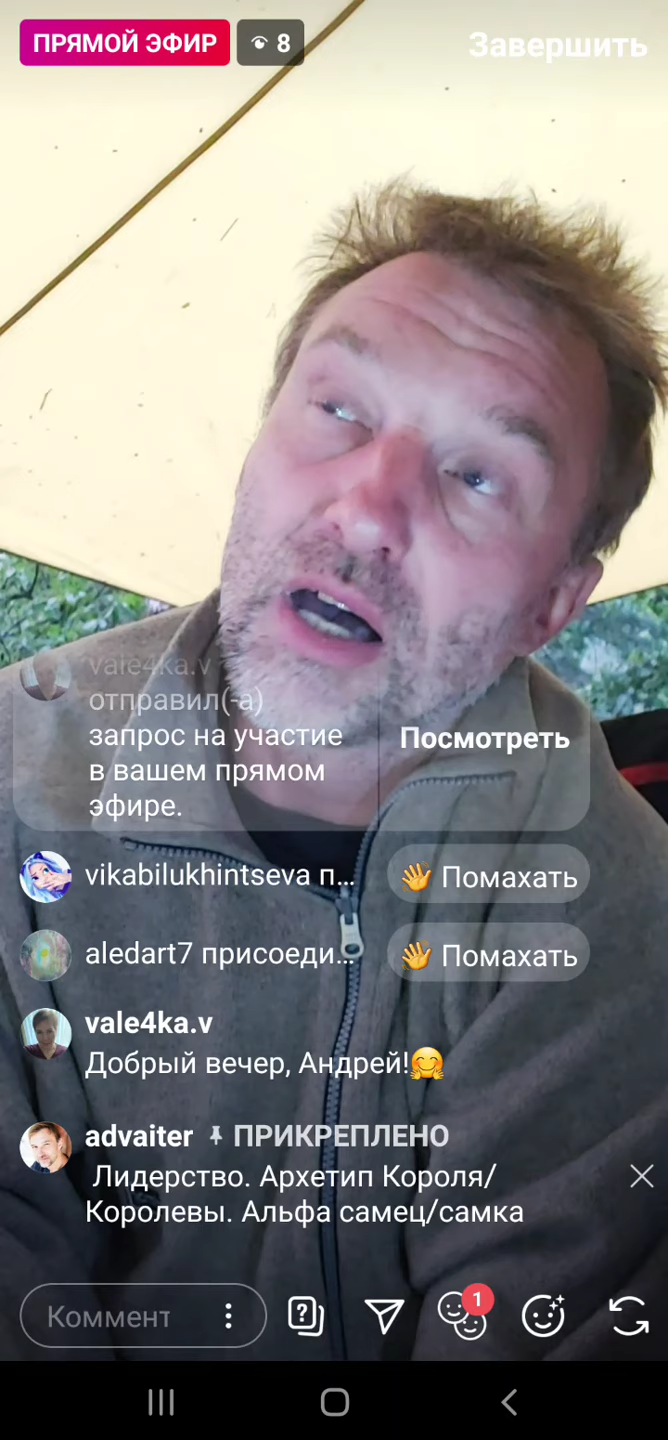 ПРЯМОЙ ЭФИР
8
Завершить
vale4ka.v
отправил(-а)
запрос на участие
в вашем прямом
эфире.
Посмотреть
vikabilukhintseva п...
Помахать
aledart7 присоеди...
Помахать
vale4ka.v
Добрый вечер, Андрей!🤗
advaiter ПРИКРЕПЛЕНО
Лидерство. Архетип Короля/
Королевы. Альфа самец/самка
Коммент
1